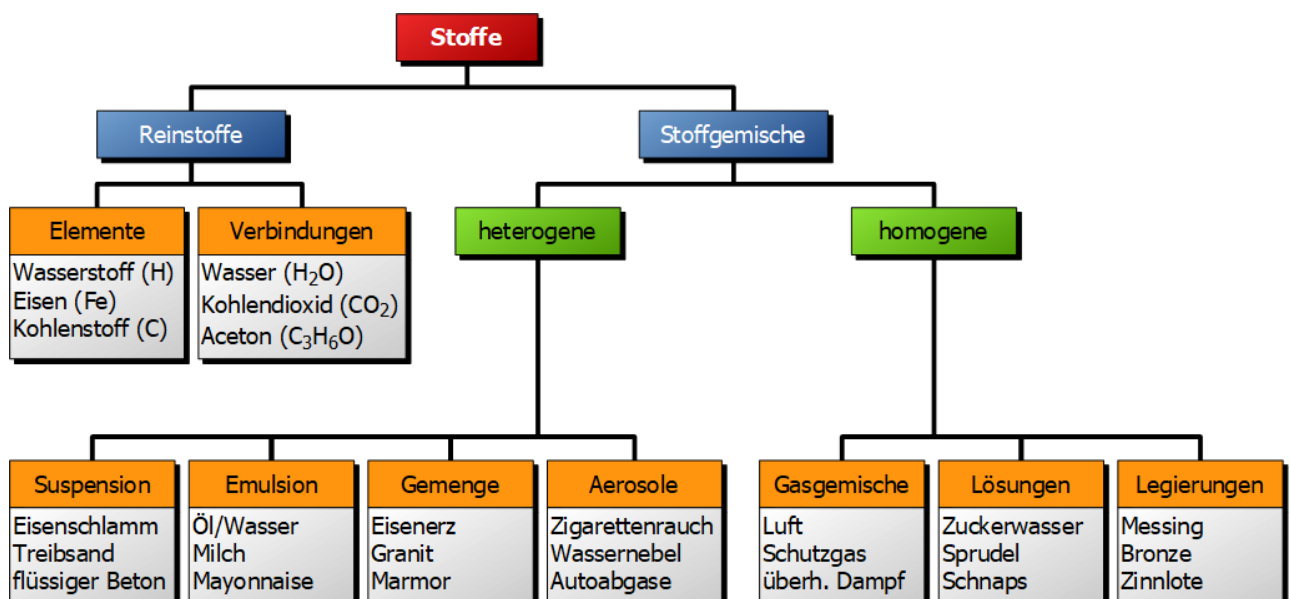 Stoffe
Reinstoffe
Stoffgemische
Elemente
Wasserstoff (H)
Eisen (Fe)
Kohlenstoff (C)
Verbindungen
Wasser (H₂O)
Kohlendioxid (CO₂)
Aceton (C₃H₆O)
heterogene
homogene
Suspension
Eisenschlamm
Treibsand
flüssiger Beton
Emulsion
Öl/Wasser
Milch
Mayonnaise
Gemenge
Eisenerz
Granit
Marmor
Aerosole
Zigarettenrauch
Wassernebel
Autoabgase
Gasgemische
Luft
Schutzgas
überh. Dampf
Lösungen
Zuckerwasser
Sprudel
Schnaps
Legierungen
Messing
Bronze
Zinnlote